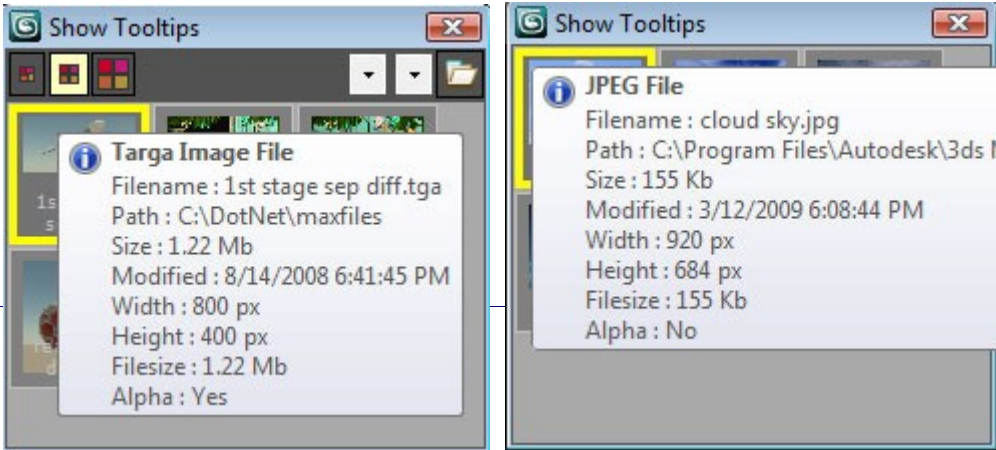 Show Tooltips
Targa Image File
Filename : 1st stage sep diff.tga
Path : C:\DotNet\maxfiles
Size : 1.22 Mb
Modified : 8/14/2008 6:41:45 PM
Width : 800 px
Height : 400 px
Filesize : 1.22 Mb
Alpha : Yes
Show Tooltips
JPEG File
Filename : cloud sky.jpg
Path : C:\Program Files\Autodesk\3ds
Size : 155 Kb
Modified : 3/12/2009 6:08:44 PM
Width : 920 px
Height : 684 px
Filesize : 155 Kb
Alpha : No